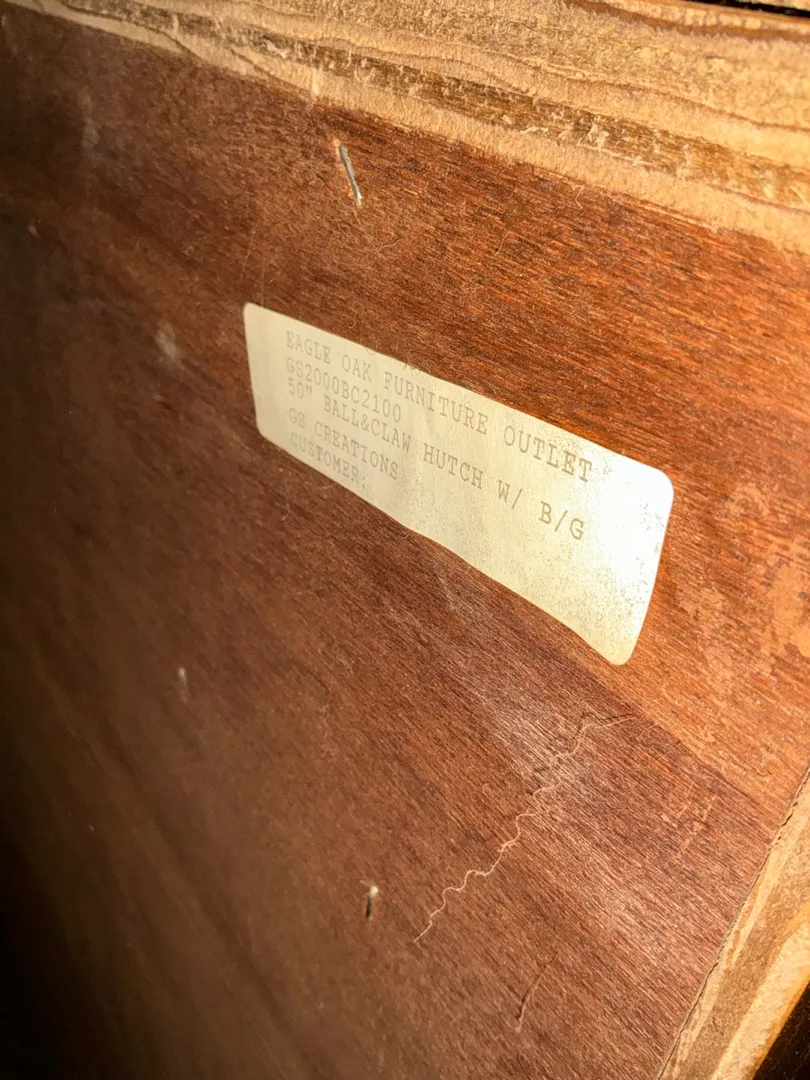 EAGLE OAK FURNITURE OUTLET
GS2000BC2100
50" BALL&CLAW HUTCH W/ B/G
GS CREATIONS
CUSTOMER: